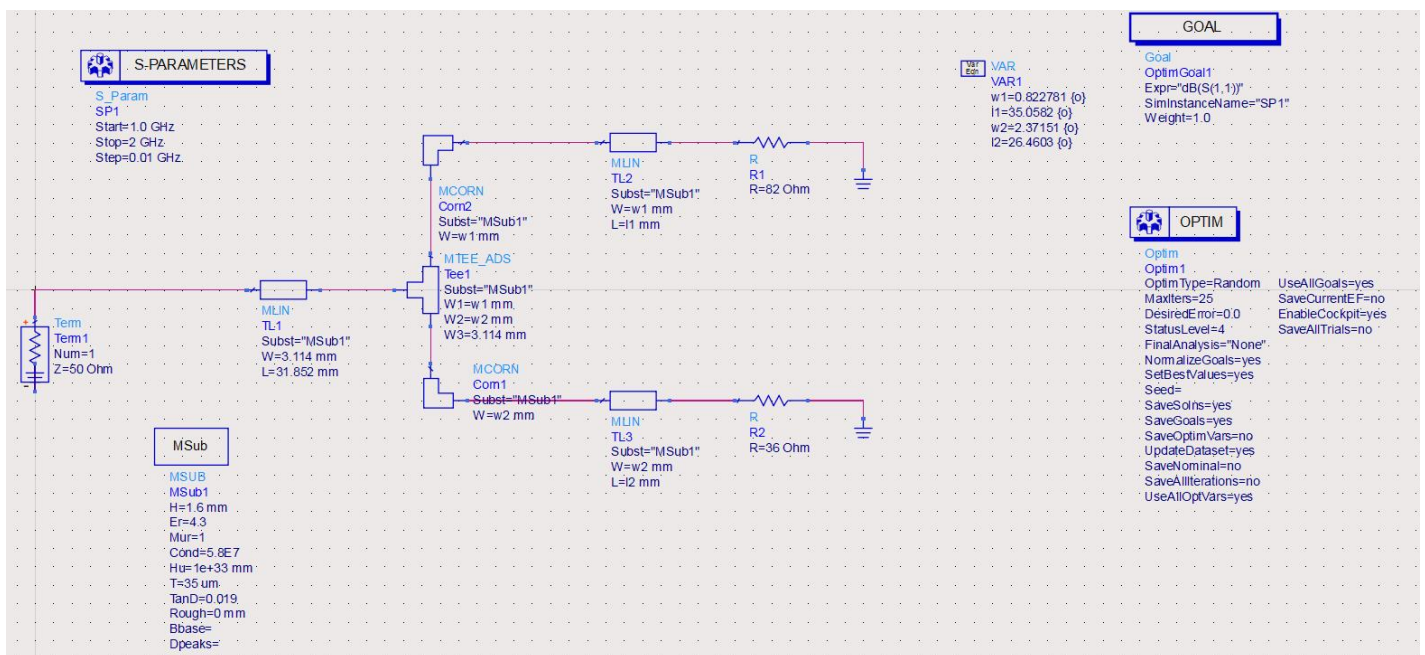 S-PARAMETERS
S_Param
SP1
Start=1.0 GHz
Stop=2 GHz
Step=0.01 GHz
Term
Term1
Num=1
Z=50 Ohm
MLIN
TL1
Subst="MSub1"
W=3.114 mm
L=31.852 mm
MSub
MSUB
MSub1
H=1.6 mm
Er=4.3
Mur=1
Cond=5.8E7
Hu=1e+33 mm
T=35 um
TanD=0.019
Rough=0 mm
Bbase=
Dpeaks=
MCORN
Corn2
Subst="MSub1"
W=w1 mm
MTEE_ADS
Tee1
Subst="MSub1"
W1=w1 mm
W2=w2 mm
W3=3.114 mm
MCORN
Corn1
Subst="MSub1"
W=w2 mm
MLIN
TL2
Subst="MSub1"
W=w1 mm
L=l1 mm
R
R1
R=82 Ohm
MLIN
TL3
Subst="MSub1"
W=w2 mm
L=l2 mm
R
R2
R=36 Ohm
Var
Eqn
VAR
VAR1
w1=0.822781 {o}
l1=35.0582 {o}
w2=2.37151 {o}
l2=26.4603 {o}
GOAL
Goal
OptimGoal1
Expr="dB(S(1,1))"
SimInstanceName="SP1"
Weight=1.0
OPTIM
Optim
Optim1
OptimType=Random UseAllGoals=yes
MaxIters=25 SaveCurrentEF=no
DesiredError=0.0 EnableCockpit=yes
StatusLevel=4 SaveAllTrials=no
FinalAnalysis="None"
NormalizeGoals=yes
SetBestValues=yes
Seed=
SaveSolns=yes
SaveGoals=yes
SaveOptimVars=no
UpdateDataset=yes
SaveNominal=no
SaveAllIterations=no
UseAllOptVars=yes